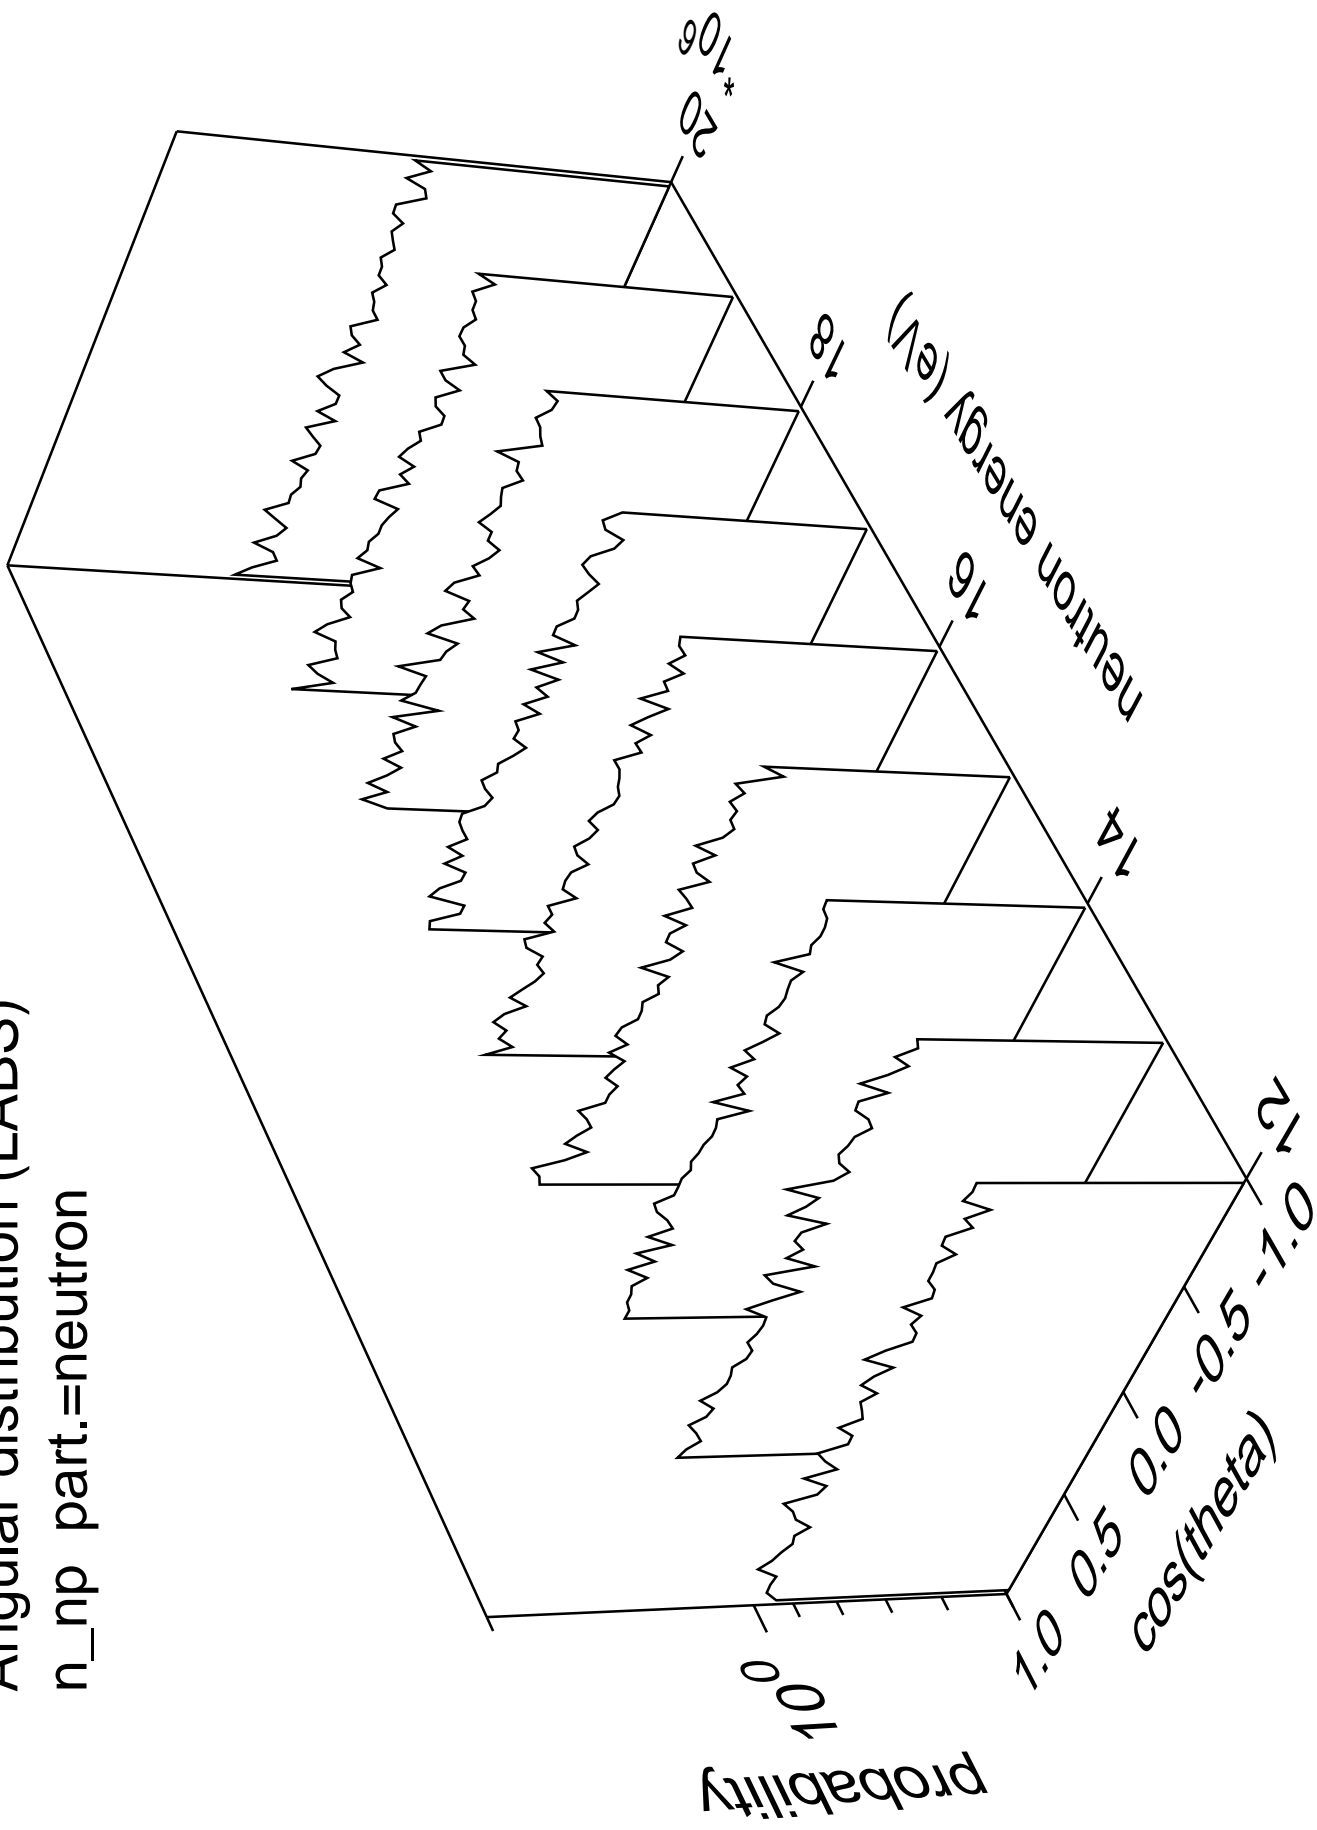 Angular distribution (LABS)
n_np part.=neutron
probability
10 0
1.0 0.5 0.0 -0.5 -1.0
cos(theta)
12 14 16 18 20
* 10 6
neutron energy (eV)